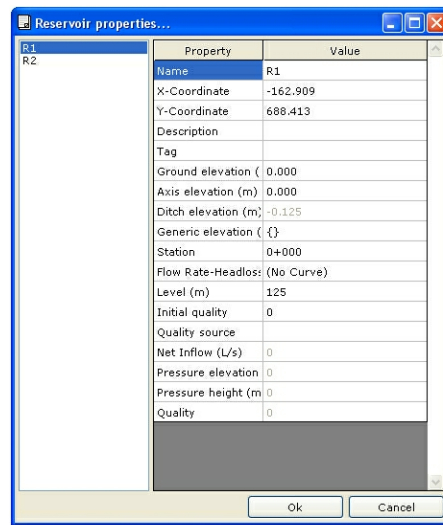 Reservoir properties...
R1
R2
Property Value
Name R1
X-Coordinate -162.909
Y-Coordinate 688.413
Description
Tag
Ground elevation ( 0.000
Axis elevation (m) 0.000
Ditch elevation (m) -0.125
Generic elevation ( {}
Station 0+000
Flow Rate-Headlos: (No Curve)
Level (m) 125
Initial quality 0
Quality source
Net Inflow (L/s) 0
Pressure elevation 0
Pressure height (m 0
Quality 0
Ok Cancel